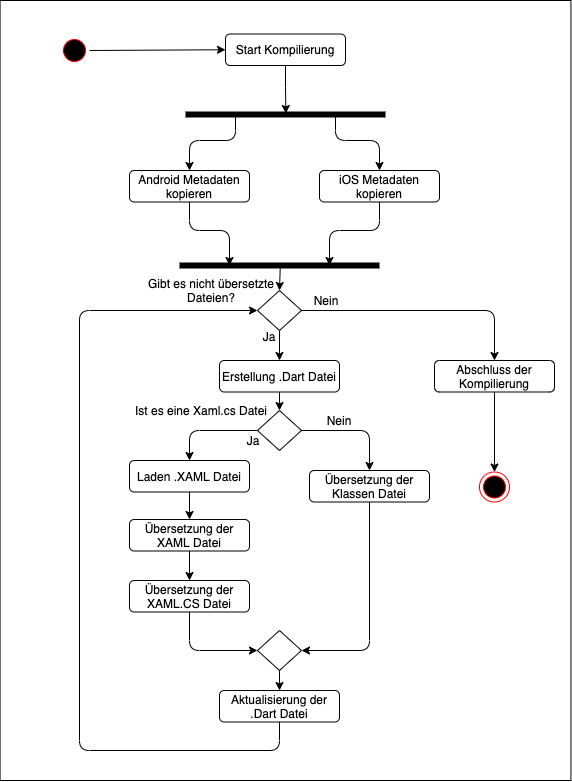 Start Kompilierung
Android Metadaten
kopieren
iOS Metadaten
kopieren
Gibt es nicht übersetzte
Dateien?
Nein
Ja
Erstellung .Dart Datei
Abschluss der
Kompilierung
Ist es eine Xaml.cs Datei
Nein
Ja
Laden .XAML Datei
Übersetzung der
Klassen Datei
Übersetzung der
XAML Datei
Übersetzung der
XAML.CS Datei
Aktualisierung der
.Dart Datei